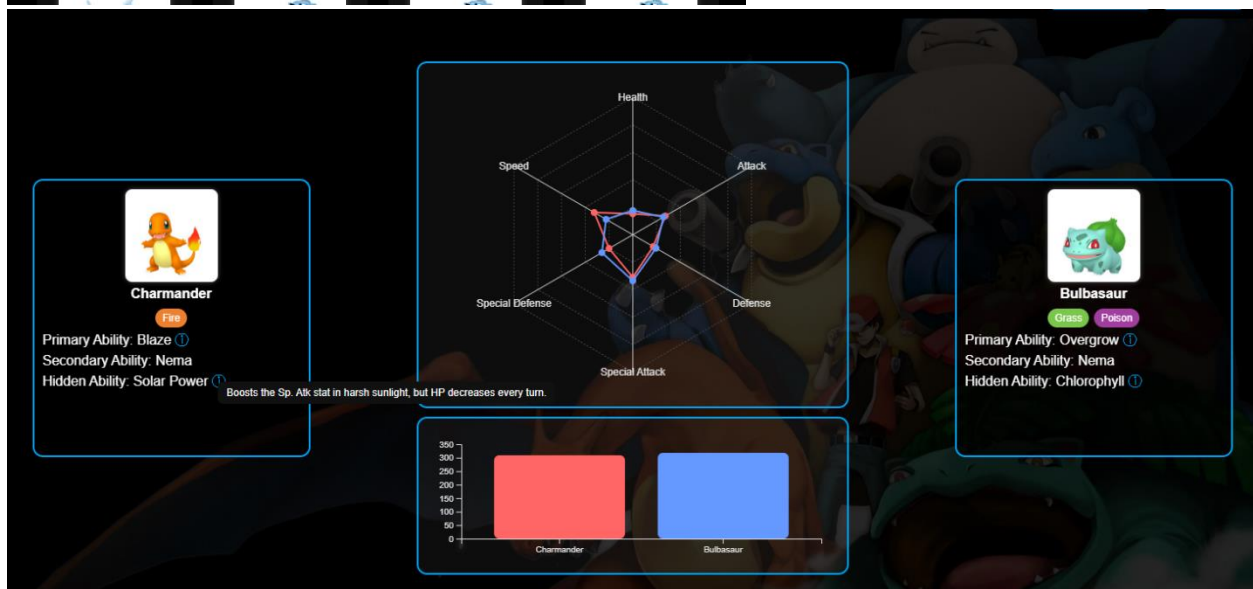 Health
Speed
Attack
Special Defense
Defense
Special Attack
Charmander
Fire
Primary Ability: Blaze
Secondary Ability: Nema
Hidden Ability: Solar Power
Boosts the Sp. Atk stat in harsh sunlight, but HP decreases every turn.
Bulbasaur
Grass Poison
Primary Ability: Overgrow
Secondary Ability: Nema
Hidden Ability: Chlorophyll
350
300
250
200
150
100
50
0
Charmander
Bulbasaur